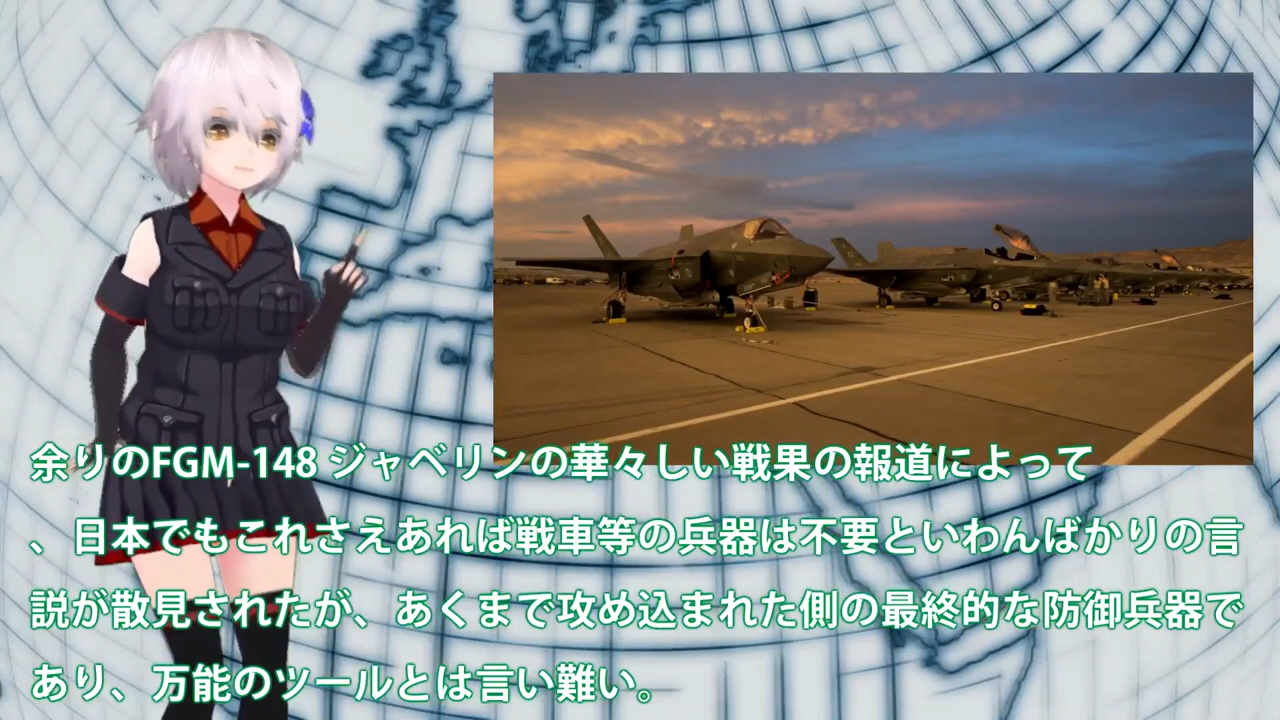 余りのFGM-148 ジャベリンの華々しい戦果の報道によって
、日本でもこれさえあれば戦車等の兵器は不要といわんばかりの言
説が散見されたが、あくまで攻め込まれた側の最終的な防御兵器で
あり、万能のツールとは言い難い。